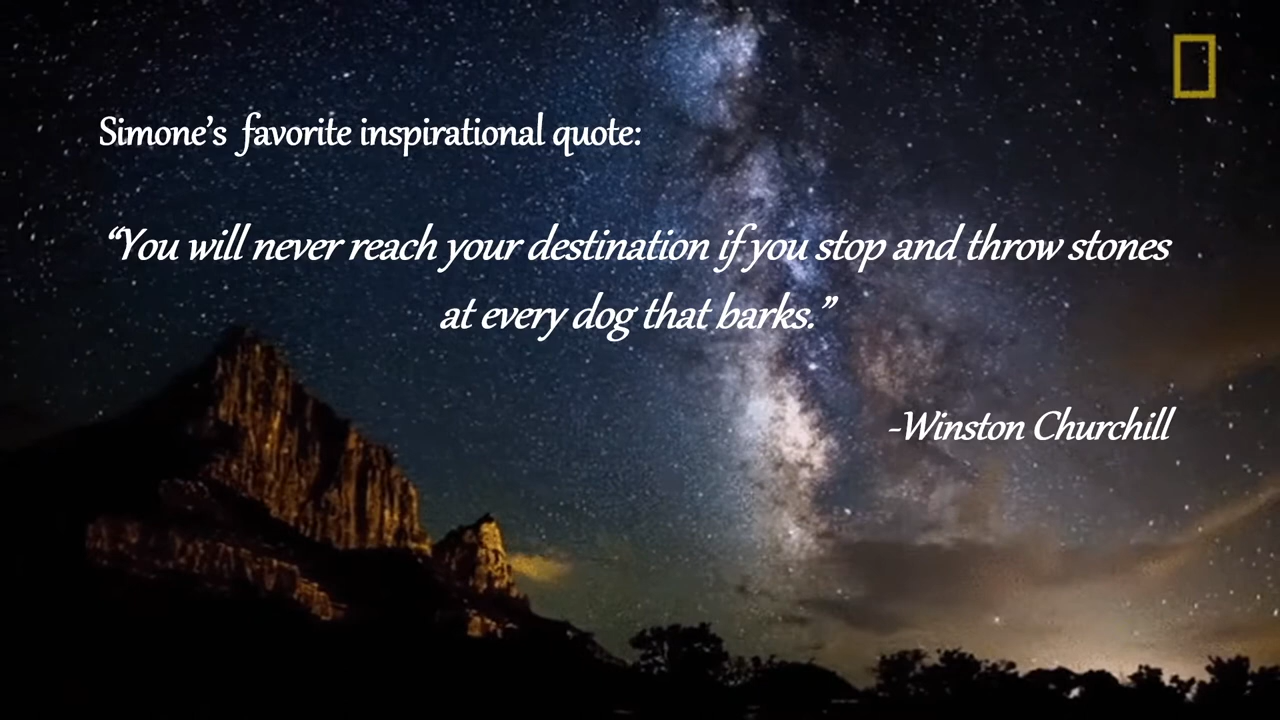 Simone’s favorite inspirational quote:
“You will never reach your destination if you stop and throw stones
at every dog that barks.”
-Winston Churchill